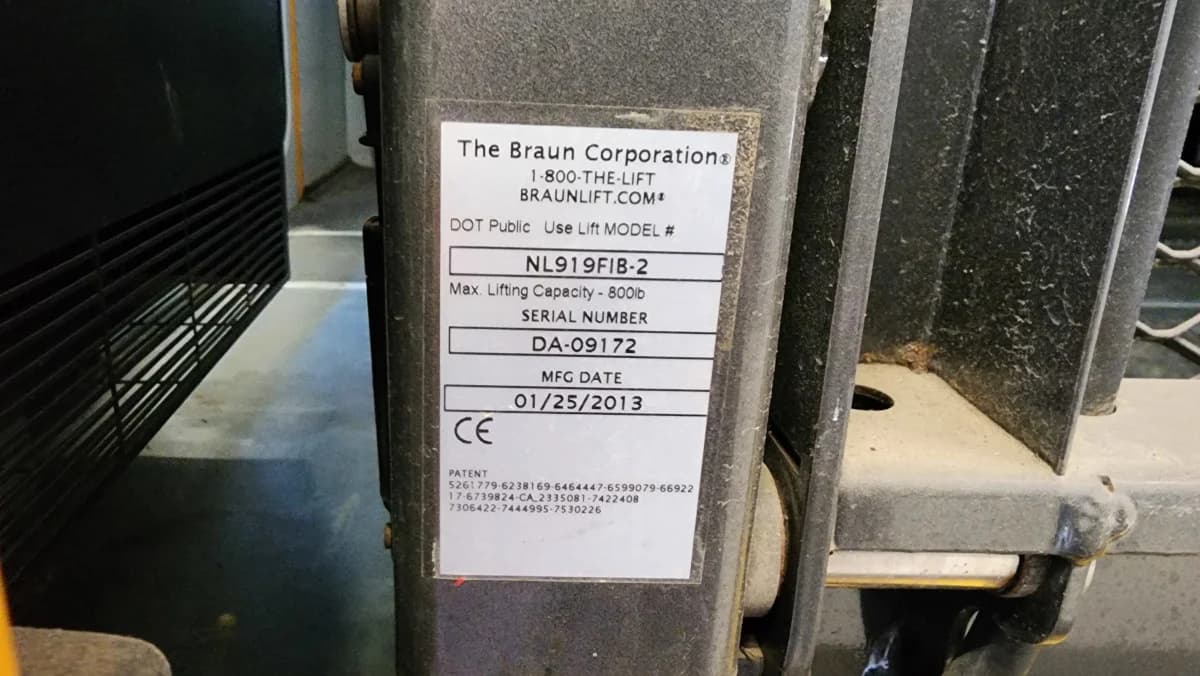 The Braun Corporation®
1-800-THE-LIFT
BRAUNLIFT.COM®
DOT Public Use Lift MODEL #
NL919FIB-2
Max. Lifting Capacity - 800lb
SERIAL NUMBER
DA-09172
MFG DATE
01/25/2013
CE
PATENT
5261779-6238169-6464447-6599079-66922
17-6739824-CA_2335081-7422408
7306422-7444995-7530226